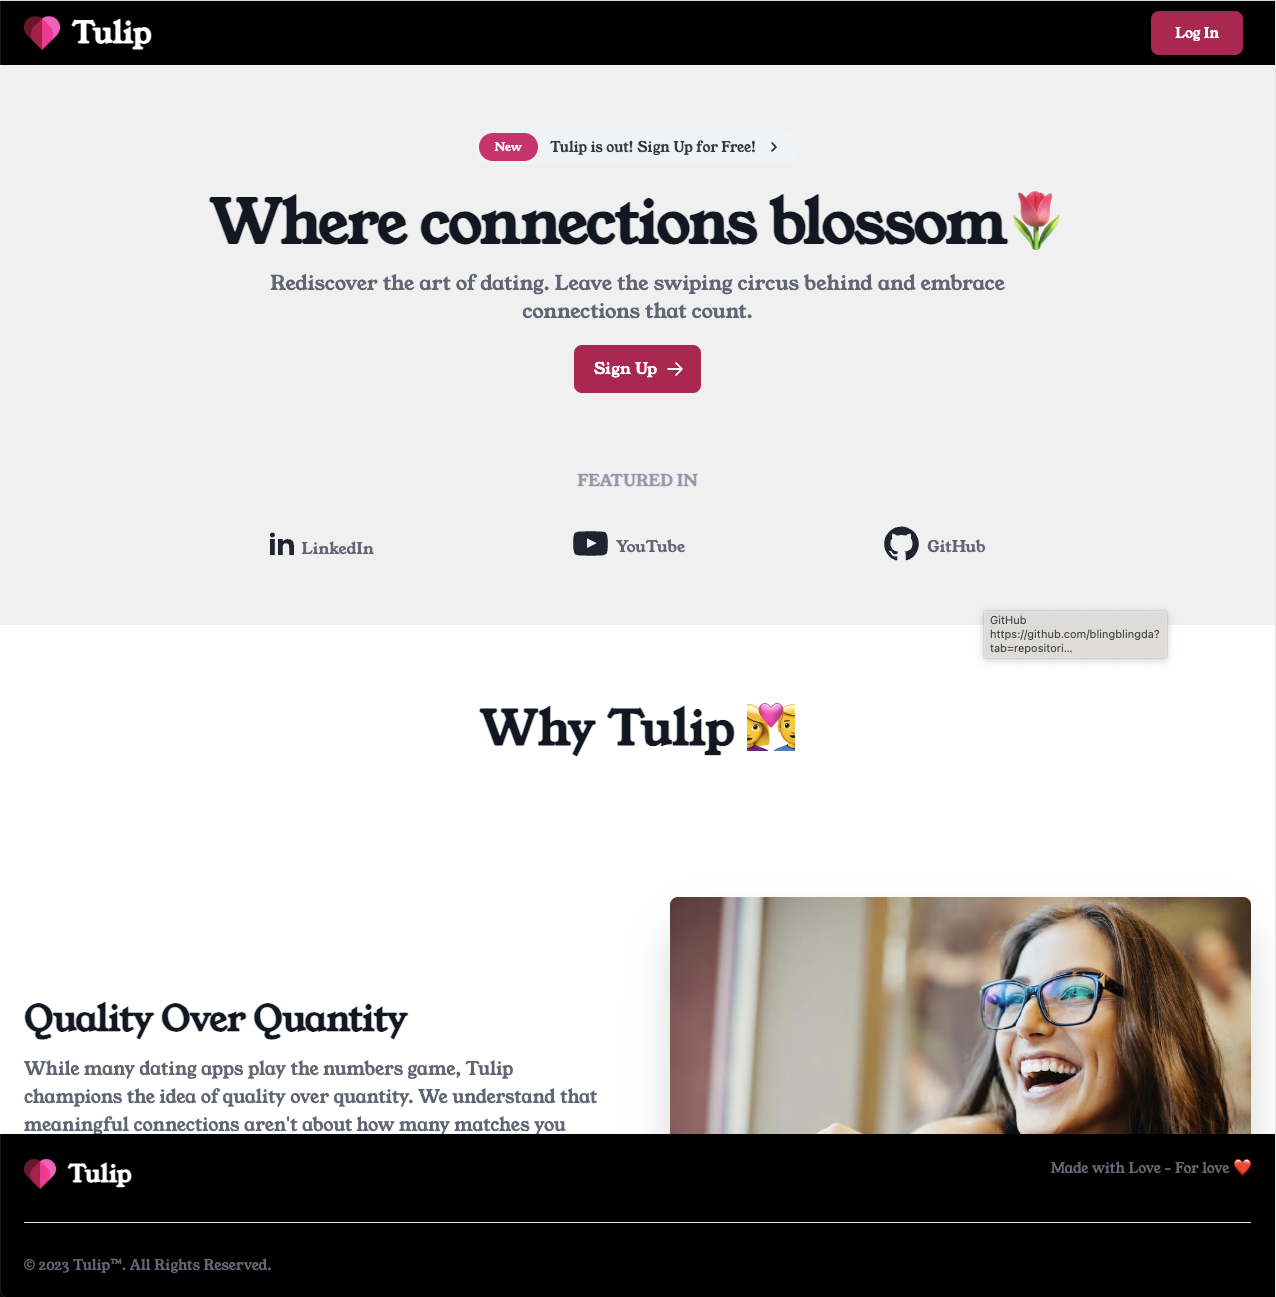 Tulip
Log In
New
Tulip is out! Sign Up for Free!
Where connections blossom🌷
Rediscover the art of dating. Leave the swiping circus behind and embrace
connections that count.
Sign Up →
FEATURED IN
in LinkedIn
YouTube
GitHub
GitHub
https://github.com/blingblingda?
tab=repositori...
Why Tulip 👩‍❤️‍👨
Quality Over Quantity
While many dating apps play the numbers game, Tulip
champions the idea of quality over quantity. We understand that
meaningful connections aren't about how many matches you
Tulip
Made with Love - For love ❤️
© 2023 Tulip™. All Rights Reserved.